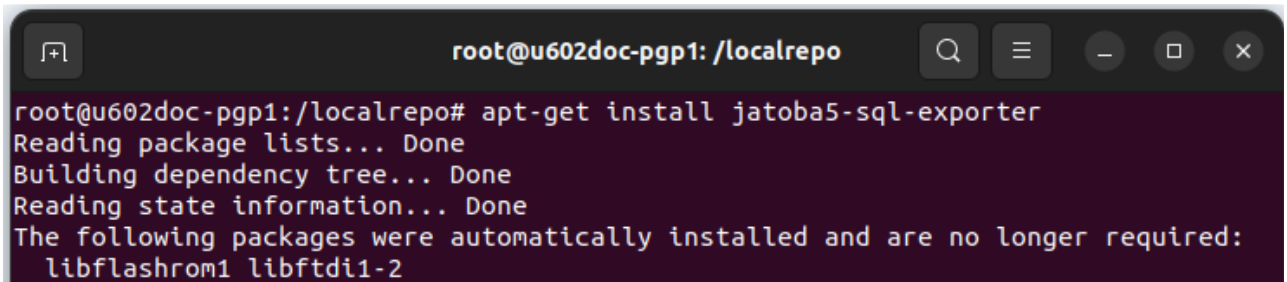 root@u602doc-pgp1: /localrepo
root@u602doc-pgp1:/localrepo# apt-get install jatoba5-sql-exporter
Reading package lists... Done
Building dependency tree... Done
Reading state information... Done
The following packages were automatically installed and are no longer required:
  libflashrom1 libftdi1-2